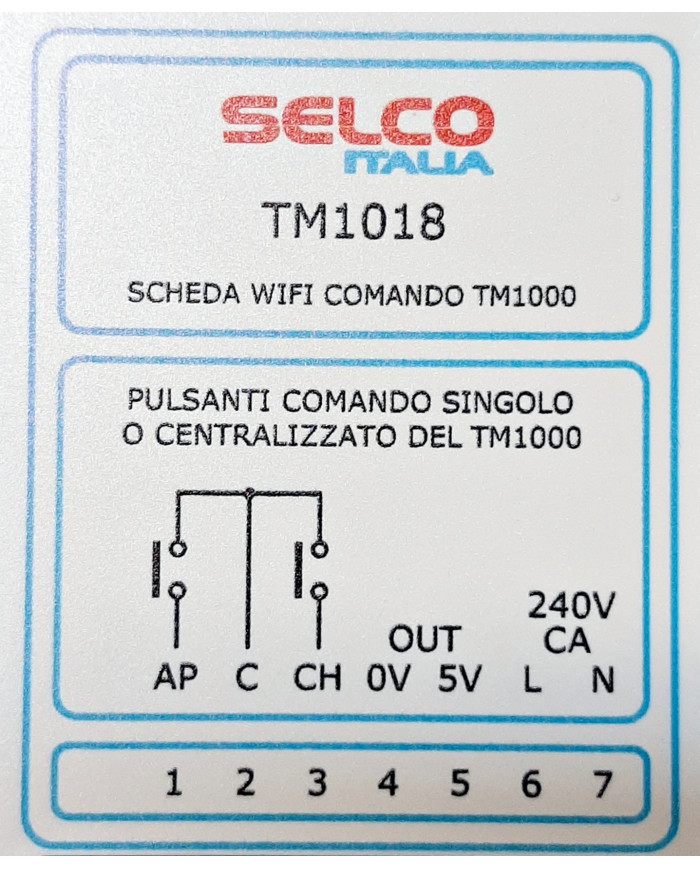 SELCO
ITALIA
TM1018
SCHEDA WIFI COMANDO TM1000
PULSANTI COMANDO SINGOLO
O CENTRALIZZATO DEL TM1000
240V
OUT CA
AP C CH 0V 5V L N
1 2 3 4 5 6 7